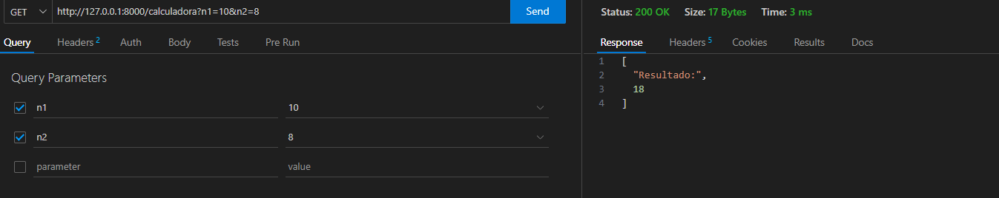 GET http://127.0.0.1:8000/calculadora?n1=10&n2=8 Send
Query Headers 2 Auth Body Tests Pre Run
Query Parameters
n1 10
n2 8
parameter value
Status: 200 OK Size: 17 Bytes Time: 3 ms
Response Headers 5 Cookies Results Docs
1 [
2 "Resultado:",
3 18
4 ]